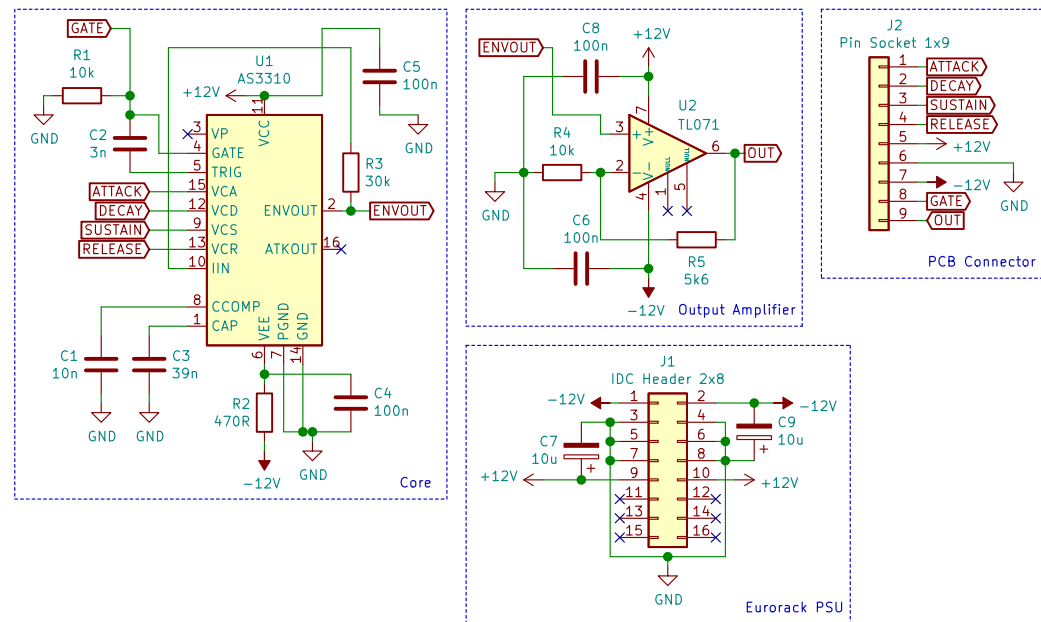 GATE
R1
10k
GND
C2
3n
+12V
U1
AS3310
11
VCC
C5
100n
GND
3
VP
4
GATE
5
TRIG
ATTACK
15
VCA
DECAY
12
VCD
SUSTAIN
9
VCS
RELEASE
13
VCR
10
IIN
8
CCOMP
1
CAP
ENVOUT
2
ENVOUT
ATKOUT
16
R3
30k
VEE
PGND
GND
6
7
14
C1
10n
GND
C3
39n
GND
R2
470R
-12V
C4
100n
GND
Core
ENVOUT
C8
100n
+12V
U2
TL071
7
V+
3
+
2
-
V-
4
NULL
1
NULL
5
6
OUT
R4
10k
GND
C6
100n
R5
5k6
-12V
Output Amplifier
J2
Pin Socket 1x9
1
ATTACK
2
DECAY
3
SUSTAIN
4
RELEASE
5
+12V
6
GND
7
-12V
8
GATE
9
OUT
PCB Connector
J1
IDC Header 2x8
-12V
1
2
-12V
3
4
5
6
7
8
9
10
11
12
13
14
15
16
C7
10u
+
C9
10u
+
+12V
+12V
GND
Eurorack PSU